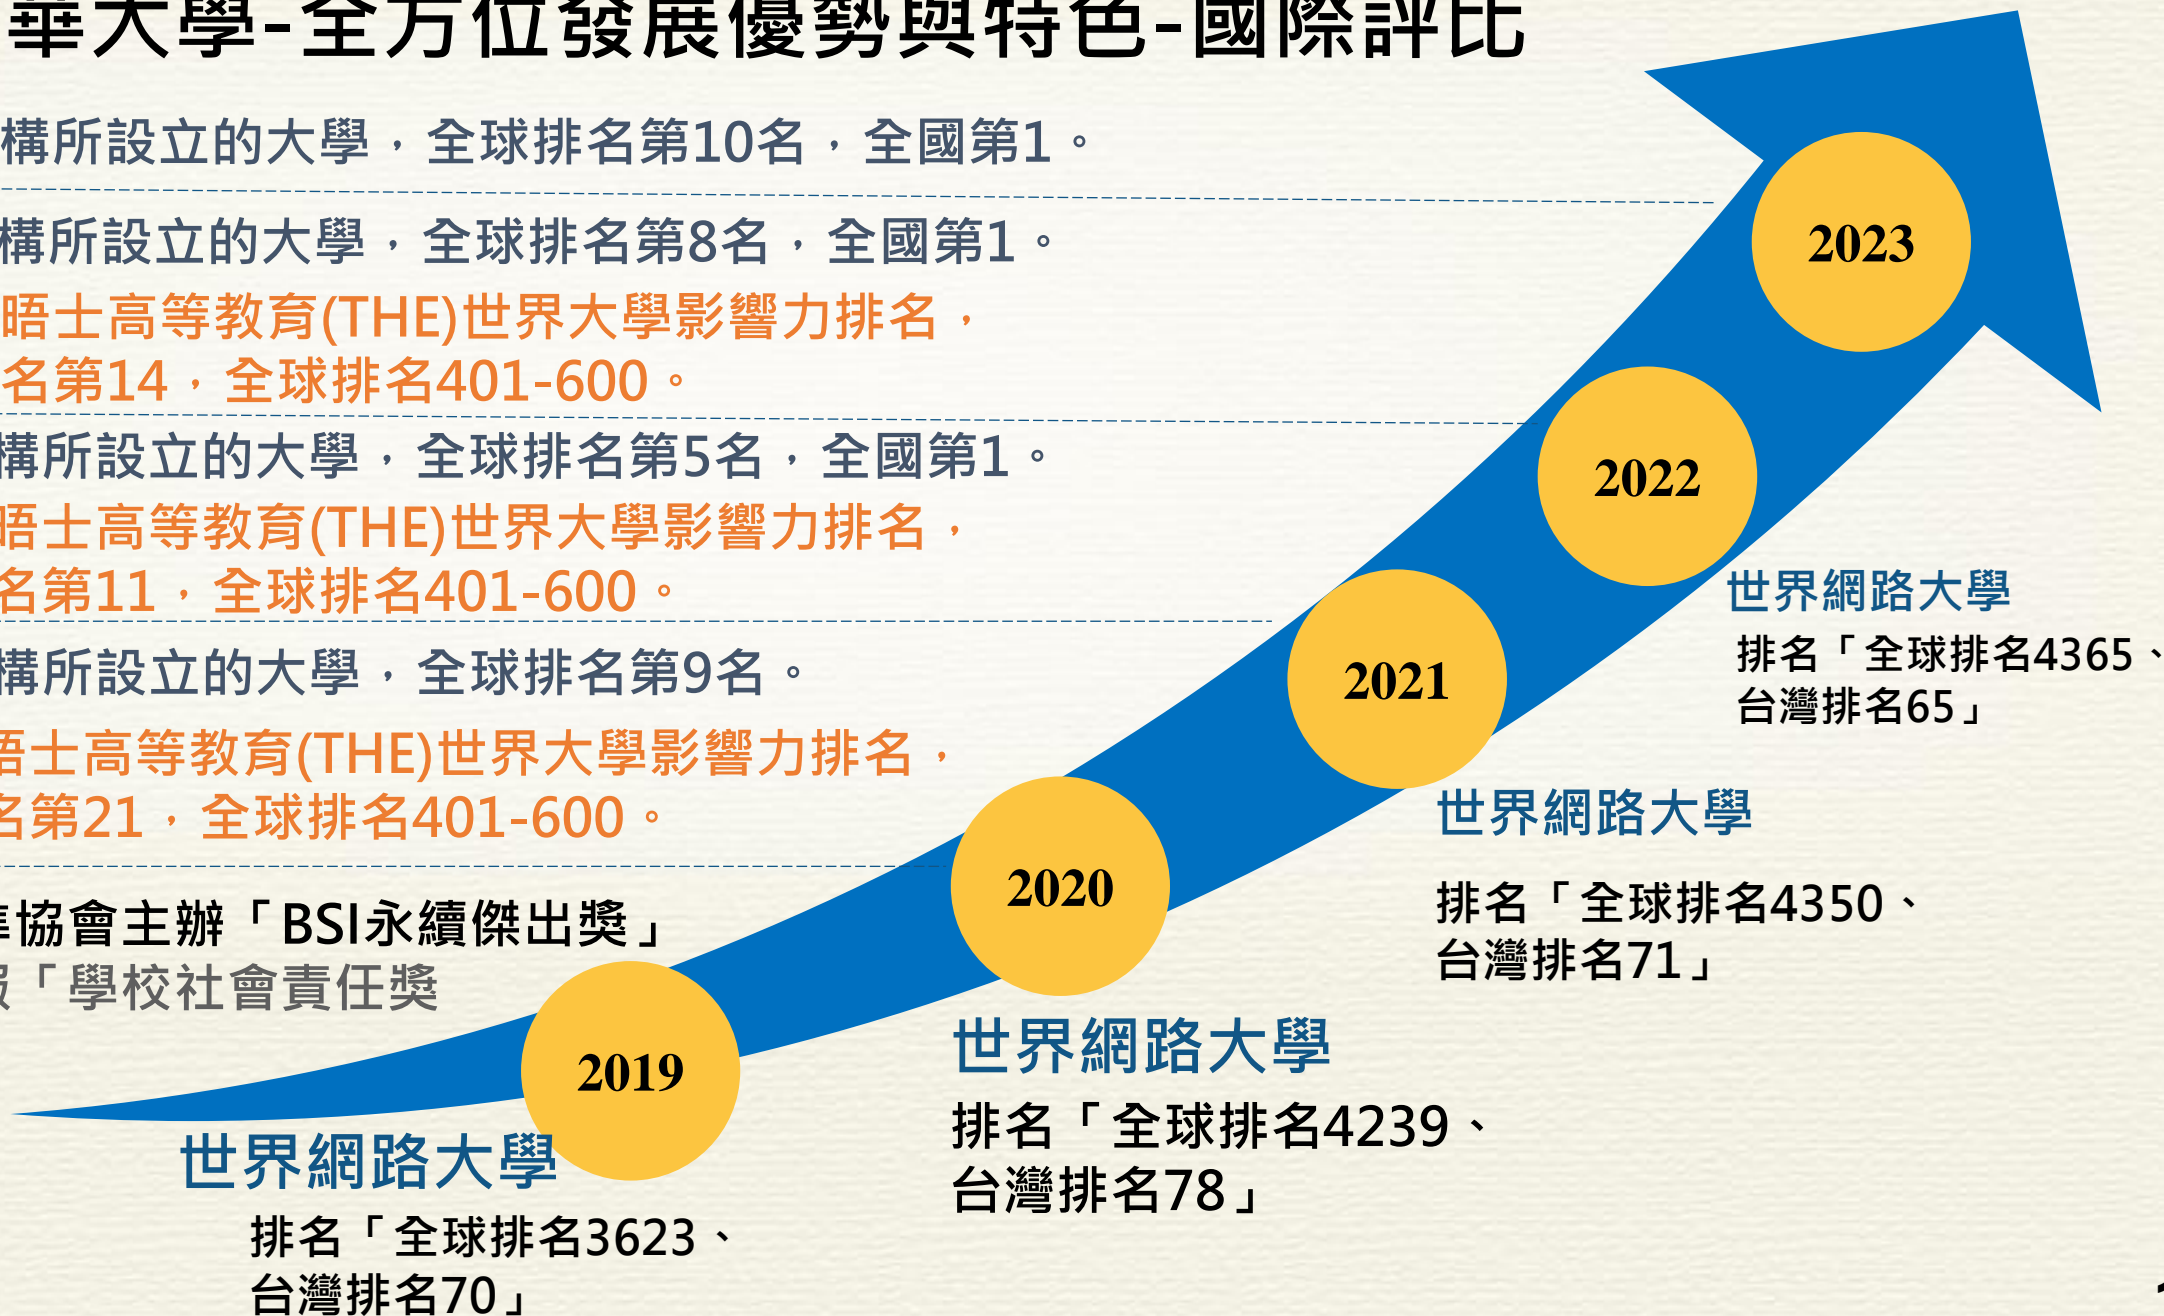 華大學-全方位發展優勢與特色-國際評比
構所設立的大學，全球排名第10名，全國第1。
構所設立的大學，全球排名第8名，全國第1。
晤士高等教育(THE)世界大學影響力排名，
名第14，全球排名401-600。
構所設立的大學，全球排名第5名，全國第1。
晤士高等教育(THE)世界大學影響力排名，
名第11，全球排名401-600。
構所設立的大學，全球排名第9名。
晤士高等教育(THE)世界大學影響力排名，
名第21，全球排名401-600。
準協會主辦「BSI永續傑出獎」
報「學校社會責任獎
2023
2022
2021
2020
2019
世界網路大學
排名「全球排名4365、
台灣排名65」
世界網路大學
排名「全球排名4350、
台灣排名71」
世界網路大學
排名「全球排名4239、
台灣排名78」
世界網路大學
排名「全球排名3623、
台灣排名70」